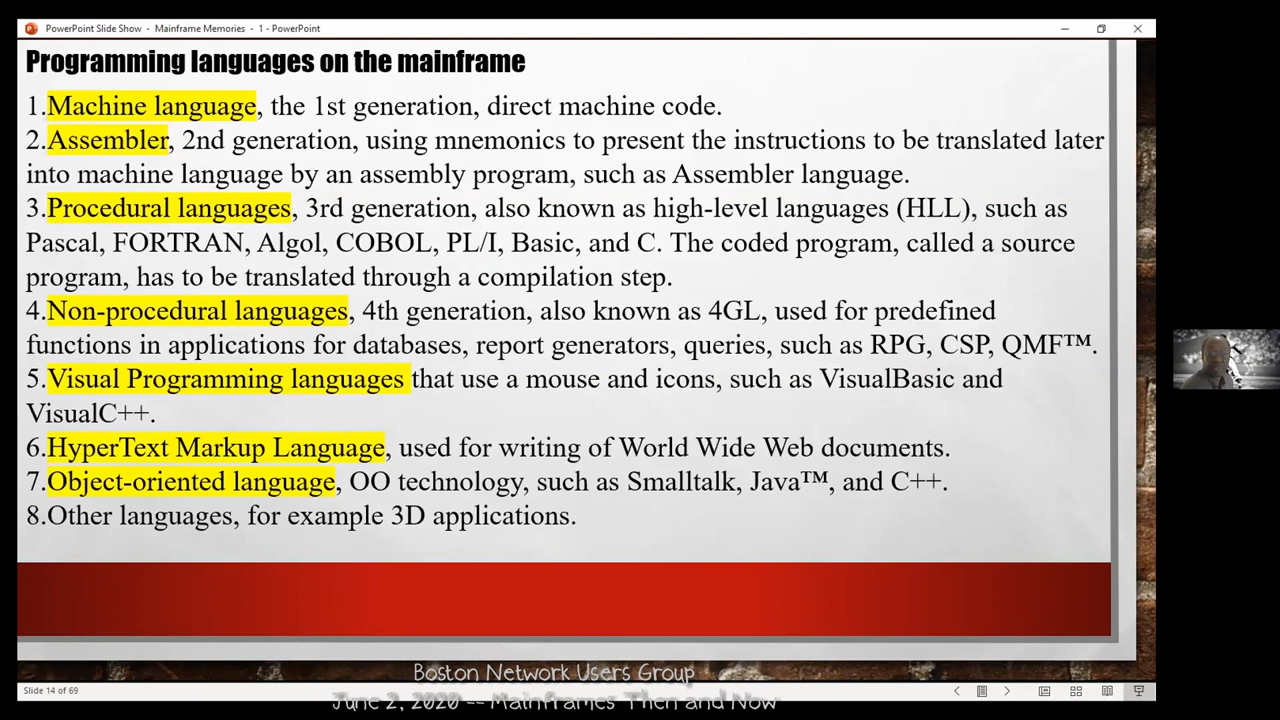 PowerPoint Slide Show - Mainframe Memories - 1 - PowerPoint
Programming languages on the mainframe
1.Machine language, the 1st generation, direct machine code.
2.Assembler, 2nd generation, using mnemonics to present the instructions to be translated later
into machine language by an assembly program, such as Assembler language.
3.Procedural languages, 3rd generation, also known as high-level languages (HLL), such as
Pascal, FORTRAN, Algol, COBOL, PL/I, Basic, and C. The coded program, called a source
program, has to be translated through a compilation step.
4.Non-procedural languages, 4th generation, also known as 4GL, used for predefined
functions in applications for databases, report generators, queries, such as RPG, CSP, QMF™.
5.Visual Programming languages that use a mouse and icons, such as VisualBasic and
VisualC++.
6.HyperText Markup Language, used for writing of World Wide Web documents.
7.Object-oriented language, OO technology, such as Smalltalk, Java™, and C++.
8.Other languages, for example 3D applications.
Boston Network Users Group
Slide 14 of 69
June 2, 2020 -- Mainframes Then and Now